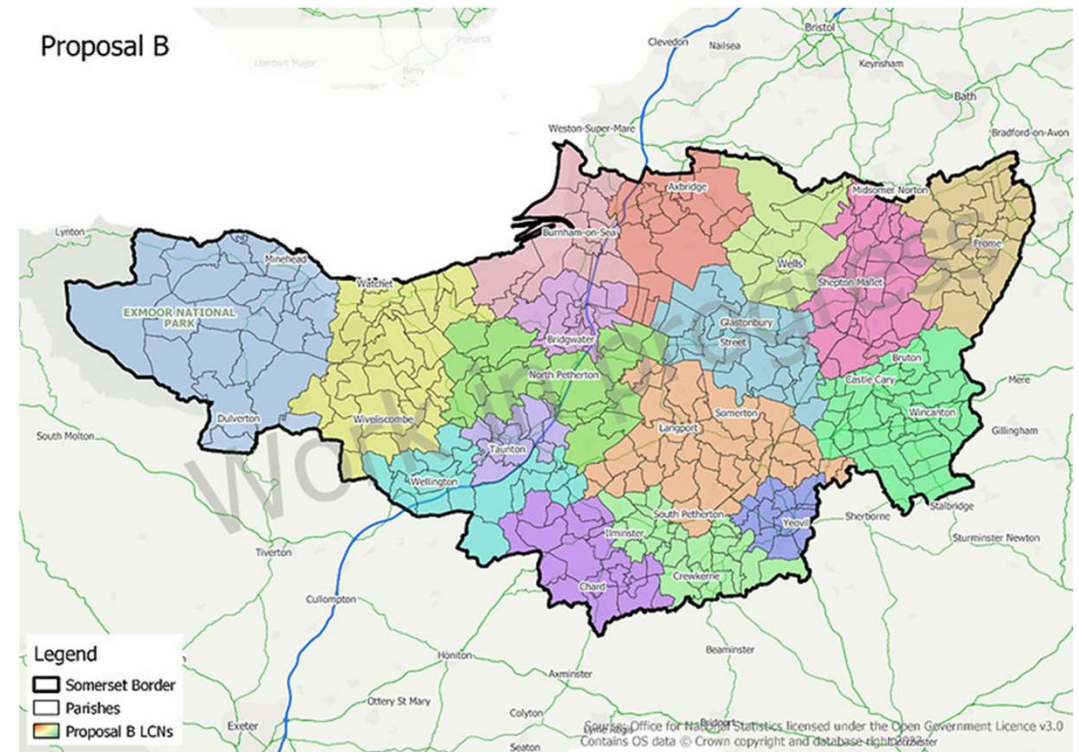 Proposal B
Penarth
Bristol
Clevedon
Nailsea
Llantwit Major
Barry
Keynsham
Bath
Weston-Super-Mare
Bradford-on-Avon
Axbridge
Midsomer Norton
Lynton
Burnham-on-Sea
Minehead
Wells
Frome
Watchet
Shepton Mallet
EXMOOR NATIONAL
PARK
Glastonbury
Street
Bridgwater
Bruton
North Petherton
Castle Cary
Mere
Dulverton
Wiveliscombe
Somerton
Wincanton
Langport
South Molton
Gillingham
Taunton
Wellington
Work in progress
Stalbridge
South Petherton
Sherborne
Yeovil
Ilminster
Sturminster Newton
Tiverton
Crewkerne
Chard
Cullompton
Beaminster
Honiton
Axminster
Legend
Somerset Border
Parishes
Proposal B LCNs
Ottery St Mary
Colyton
Exeter
Lyme Regis
Bridport
Seaton
Source: Office for National Statistics licensed under the Open Government Licence v3.0
Contains OS data © Crown copyright and database right